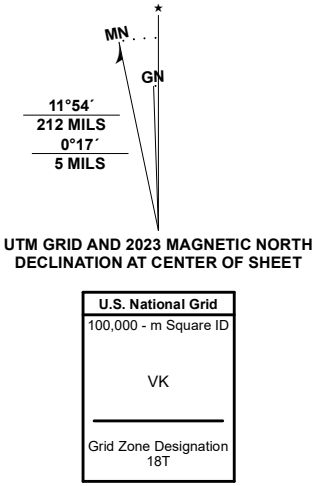 ★
MN
GN
11°54´
212 MILS
0°17´
5 MILS
UTM GRID AND 2023 MAGNETIC NORTH
DECLINATION AT CENTER OF SHEET
U.S. National Grid
100,000 - m Square ID
VK
Grid Zone Designation
18T